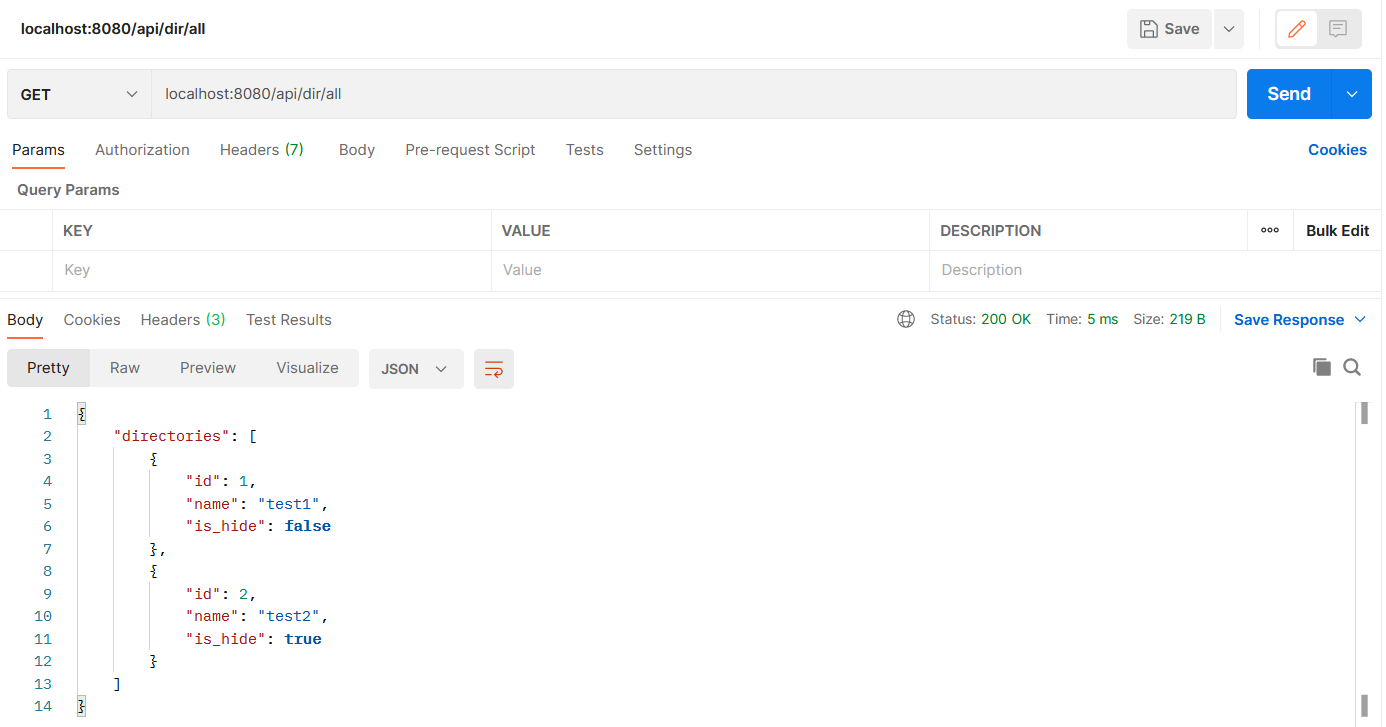 localhost:8080/api/dir/all Save
GET localhost:8080/api/dir/all Send
Params Authorization Headers (7) Body Pre-request Script Tests Settings Cookies
Query Params
KEY VALUE DESCRIPTION ooo Bulk Edit
Key Value Description
Body Cookies Headers (3) Test Results Status: 200 OK Time: 5 ms Size: 219 B Save Response
Pretty Raw Preview Visualize JSON
1 {
2 "directories": [
3 {
4 "id": 1,
5 "name": "test1",
6 "is_hide": false
7 },
8 {
9 "id": 2,
10 "name": "test2",
11 "is_hide": true
12 }
13 ]
14 }